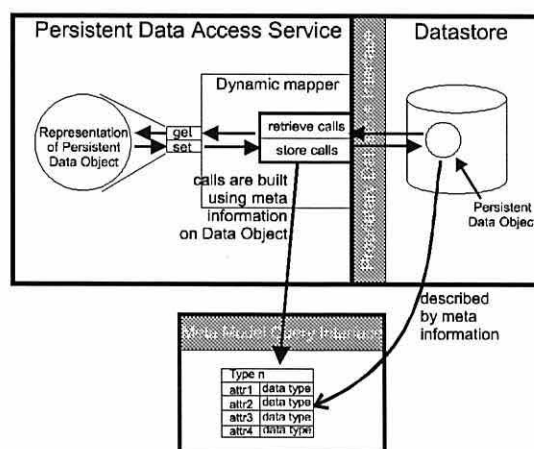 Persistent Data Access Service
Datastore
Dynamic mapper
Representation
of Persistent
Data Object
get
set
retrieve calls
store calls
calls are built
using meta
information
on Data Object
Persistent
Data Object
described
by meta
information
Meta Model Query Interface
Type n
attr1 data type
attr2 data type
attr3 data type
attr4 data type